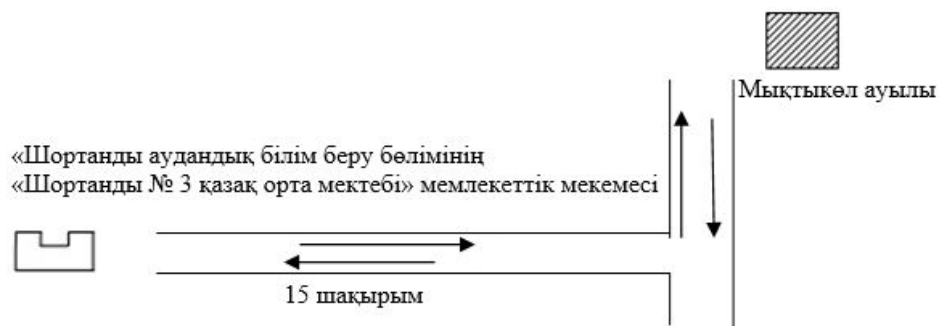 Мықтыкөл ауылы
«Шортанды аудандық білім беру бөлімінің
«Шортанды № 3 қазақ орта мектебі» мемлекеттік мекемесі
15 шақырым